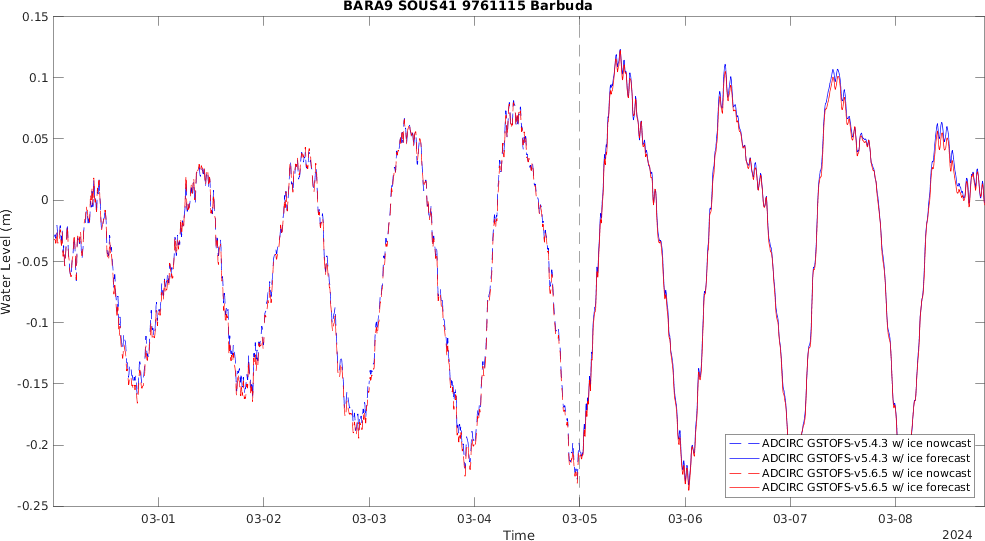 BARA9 SOUS41 9761115 Barbuda
0.15
0.1
0.05
0
-0.05
-0.1
-0.15
-0.2
-0.25
Water Level (m)
03-01
03-02
03-03
03-04
03-05
03-06
03-07
03-08
Time
2024
ADCIRC GSTOFS-v5.4.3 w/ ice nowcast
ADCIRC GSTOFS-v5.4.3 w/ ice forecast
ADCIRC GSTOFS-v5.6.5 w/ ice nowcast
ADCIRC GSTOFS-v5.6.5 w/ ice forecast